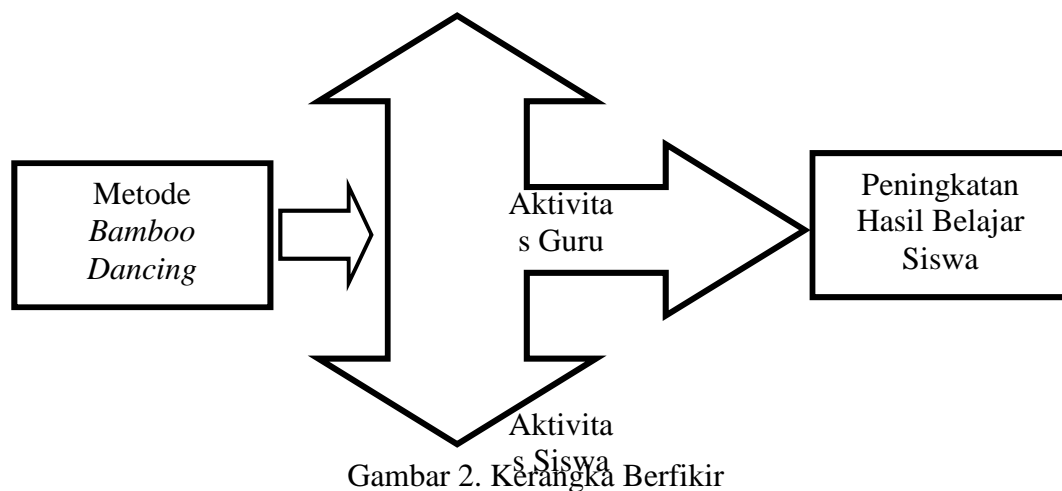 Metode
Bamboo
Dancing
Aktivita
s Guru
Peningkatan
Hasil Belajar
Siswa
Aktivita
s Siswa
Gambar 2. Kerangka Berfikir